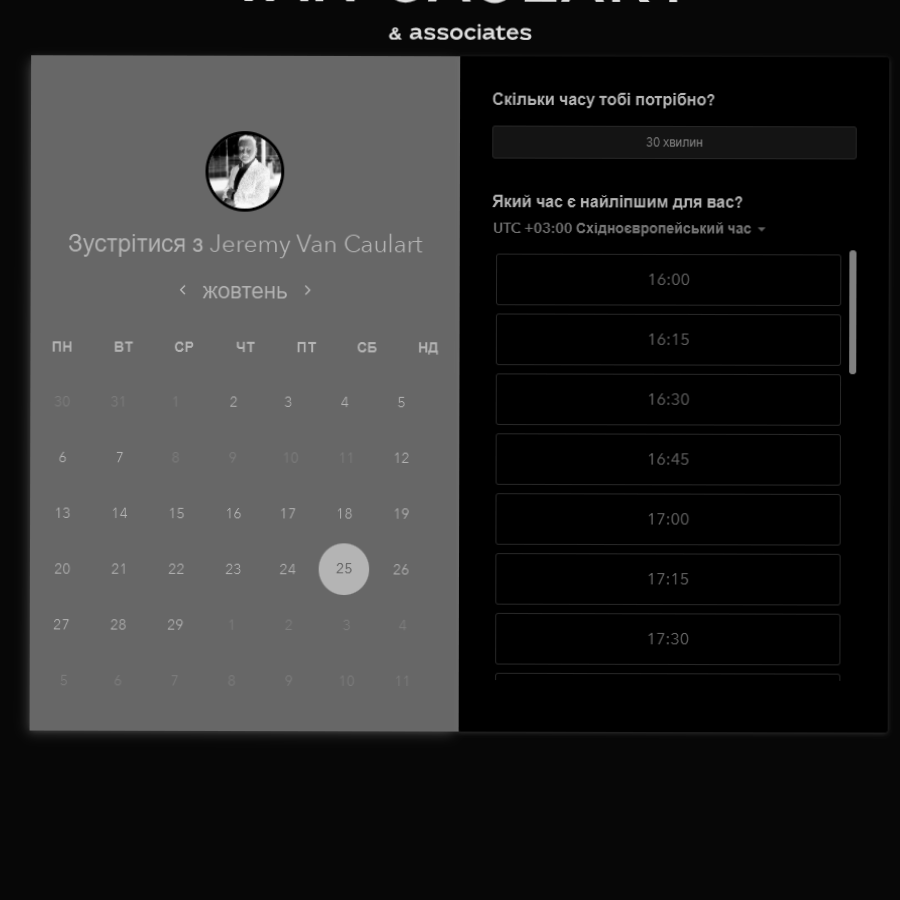 & associates
Зустрітися з Jeremy Van Caulart
жовтень
ПН ВТ СР ЧТ ПТ СБ НД
30 31 1 2 3 4 5
6 7 8 9 10 11 12
13 14 15 16 17 18 19
20 21 22 23 24 25 26
27 28 29 1 2 3 4
5 6 7 8 9 10 11
Скільки часу тобі потрібно?
30 хвилин
Який час є найліпшим для вас?
UTC +03:00 Східноєвропейський час
16:00
16:15
16:30
16:45
17:00
17:15
17:30